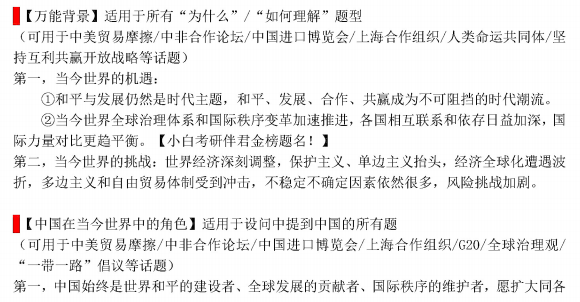 【万能背景】适用于所有“为什么”/“如何理解”题型
（可用于中美贸易摩擦/中非合作论坛/中国进口博览会/上海合作组织/人类命运共同体/坚
持互利共赢开放战略等话题）
第一，当今世界的机遇：
①和平与发展仍然是时代主题，和平、发展、合作、共赢成为不可阻挡的时代潮流。
②当今世界全球治理体系和国际秩序变革加速推进，各国相互联系和依存日益加深，国
际力量对比更趋平衡。【小白考研伴君金榜题名！】
第二，当今世界的挑战：世界经济深刻调整，保护主义、单边主义抬头，经济全球化遭遇波
折，多边主义和自由贸易体制受到冲击，不稳定不确定因素依然很多，风险挑战加剧。
【中国在当今世界中的角色】适用于设问中提到中国的所有题
（可用于中美贸易摩擦/中非合作论坛/中国进口博览会/上海合作组织/G20/全球治理观/
“一带一路”倡议等话题）
第一，中国始终是世界和平的建设者、全球发展的贡献者、国际秩序的维护者，愿扩大同各